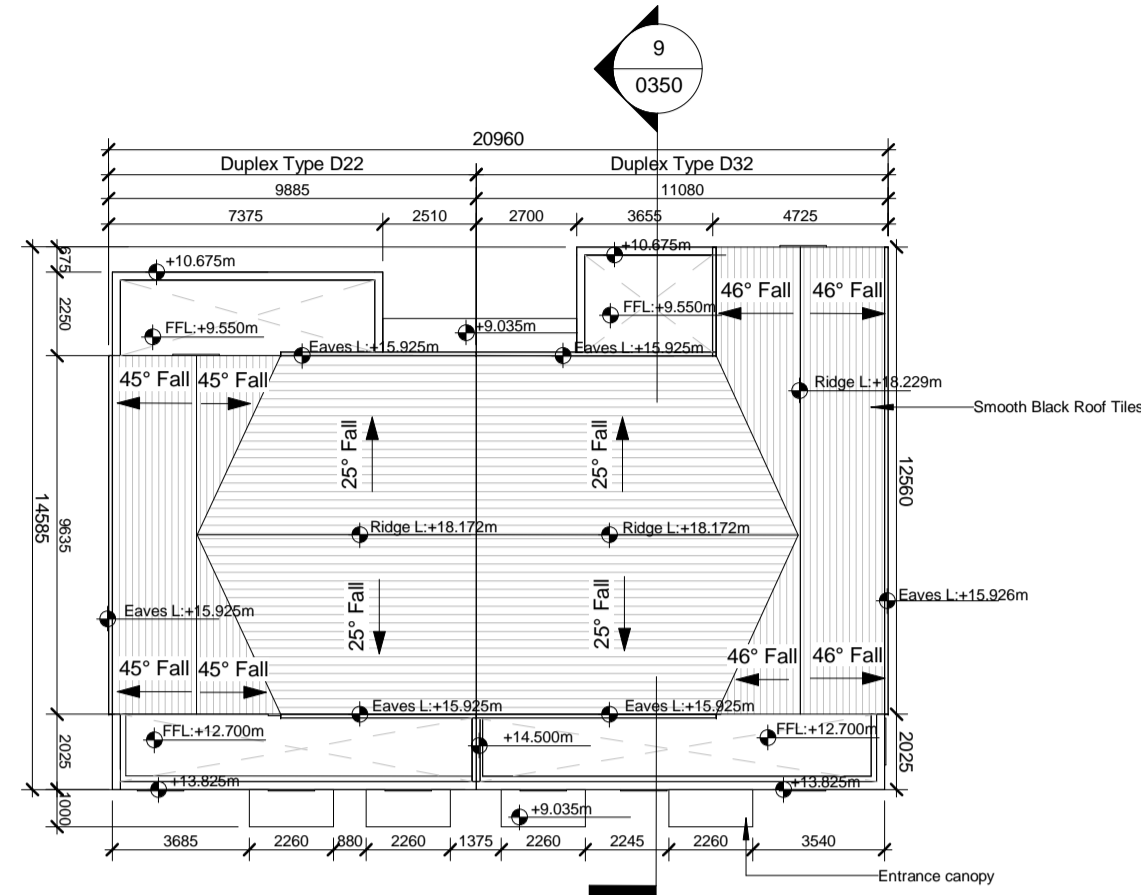 9
0350
20960
Duplex Type D22
Duplex Type D32
9885
11080
7375
2510
2700
3655
4725
675
+10.675m
+10.675m
2250
46° Fall
46° Fall
FFL:+9.550m
FFL:+9.550m
+9.035m
Eaves L:+15.925m
Eaves L:+15.925m
45° Fall
45° Fall
Ridge L:+18.229m
Smooth Black Roof Tiles
25° Fall
25° Fall
12560
14585
9635
Ridge L:+18.172m
Ridge L:+18.172m
25° Fall
25° Fall
Eaves L:+15.925m
Eaves L:+15.926m
45° Fall
45° Fall
46° Fall
46° Fall
Eaves L:+15.925m
Eaves L:+15.925m
FFL:+12.700m
+14.500m
FFL:+12.700m
2025
2025
+13.825m
+13.825m
1000
+9.035m
3685
2260
880
2260
1375
2260
2245
2260
3540
Entrance canopy